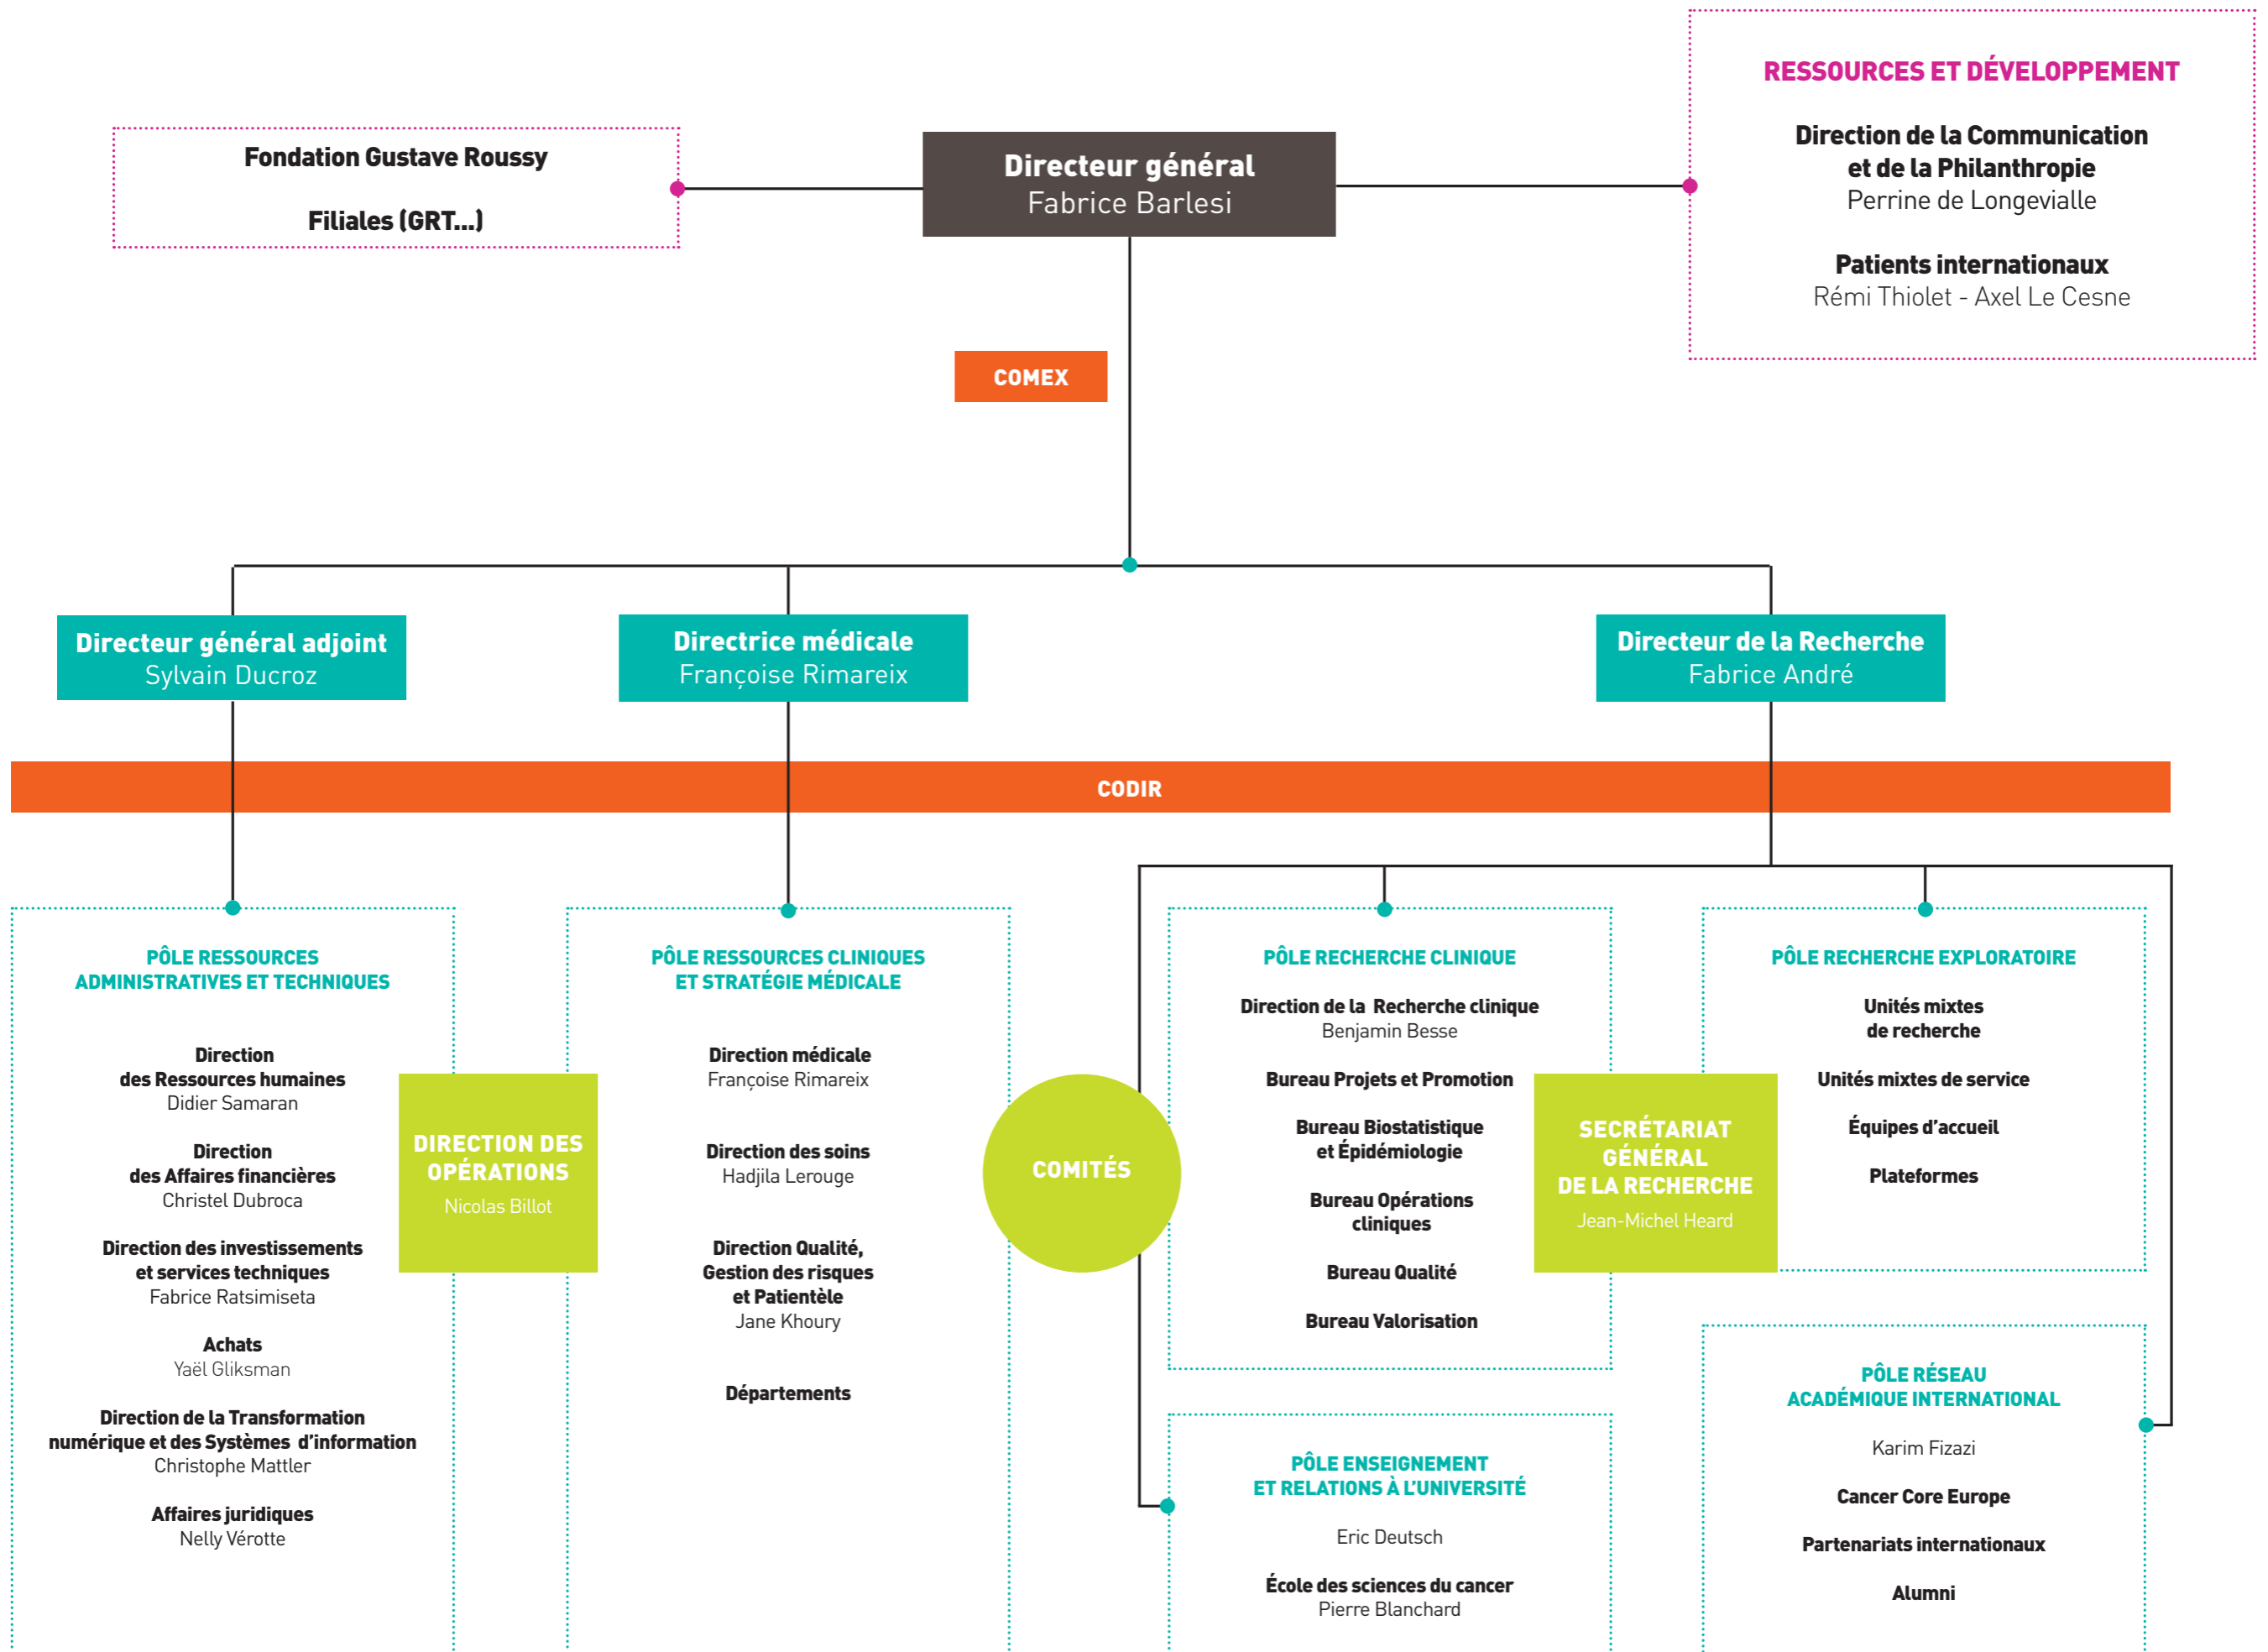 RESSOURCES ET DÉVELOPPEMENT
Direction de la Communication
et de la Philanthropie
Perrine de Longevialle
Patients internationaux
Rémi Thiolet - Axel Le Cesne
Fondation Gustave Roussy
Filiales (GRT...)
Directeur général
Fabrice Barlesi
COMEX
Directeur général adjoint
Sylvain Ducroz
Directrice médicale
Françoise Rimareix
Directeur de la Recherche
Fabrice André
CODIR
PÔLE RESSOURCES
ADMINISTRATIVES ET TECHNIQUES
Direction
des Ressources humaines
Didier Samaran
Direction
des Affaires financières
Christel Dubroca
Direction des investissements
et services techniques
Fabrice Ratsimiseta
Achats
Yaël Gliksman
Direction de la Transformation
numérique et des Systèmes d'information
Christophe Mattler
Affaires juridiques
Nelly Vérotte
DIRECTION DES
OPÉRATIONS
Nicolas Billot
PÔLE RESSOURCES CLINIQUES
ET STRATÉGIE MÉDICALE
Direction médicale
Françoise Rimareix
Direction des soins
Hadjila Lerouge
Direction Qualité,
Gestion des risques
et Patientèle
Jane Khoury
Départements
COMITÉS
PÔLE RECHERCHE CLINIQUE
Direction de la Recherche clinique
Benjamin Besse
Bureau Projets et Promotion
Bureau Biostatistique
et Épidémiologie
Bureau Opérations
cliniques
Bureau Qualité
Bureau Valorisation
SECRÉTARIAT
GÉNÉRAL
DE LA RECHERCHE
Jean-Michel Heard
PÔLE RECHERCHE EXPLORATOIRE
Unités mixtes
de recherche
Unités mixtes de service
Équipes d'accueil
Plateformes
PÔLE ENSEIGNEMENT
ET RELATIONS À L'UNIVERSITÉ
Eric Deutsch
École des sciences du cancer
Pierre Blanchard
PÔLE RÉSEAU
ACADÉMIQUE INTERNATIONAL
Karim Fizazi
Cancer Core Europe
Partenariats internationaux
Alumni